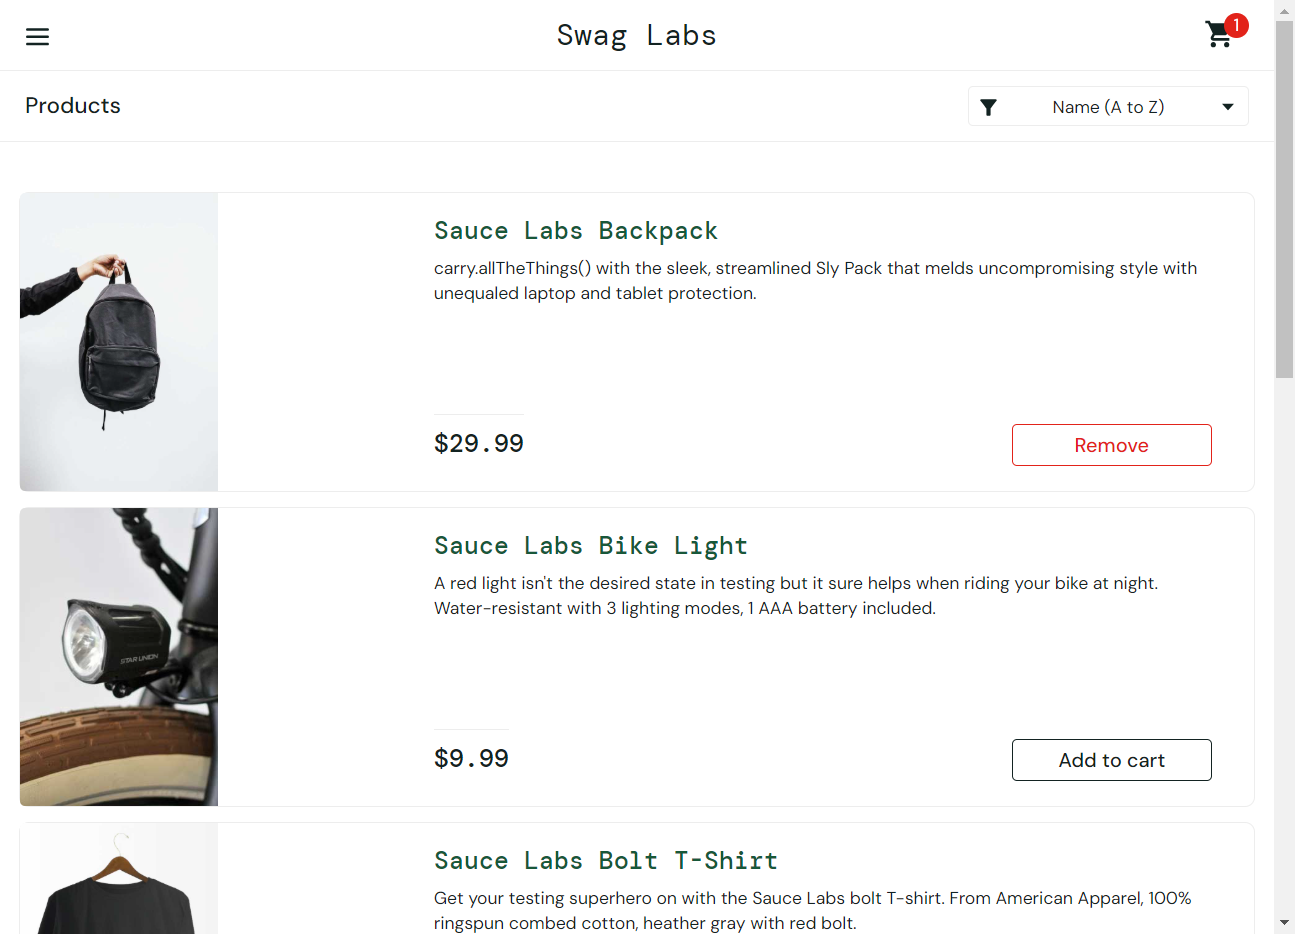 Swag Labs
1
Products
Name (A to Z)
Sauce Labs Backpack
carry.allTheThings() with the sleek, streamlined Sly Pack that melds uncompromising style with
unequaled laptop and tablet protection.
$29.99
Remove
Sauce Labs Bike Light
A red light isn't the desired state in testing but it sure helps when riding your bike at night.
Water-resistant with 3 lighting modes, 1 AAA battery included.
STAR UNION
$9.99
Add to cart
Sauce Labs Bolt T-Shirt
Get your testing superhero on with the Sauce Labs bolt T-shirt. From American Apparel, 100%
ringspun combed cotton, heather gray with red bolt.